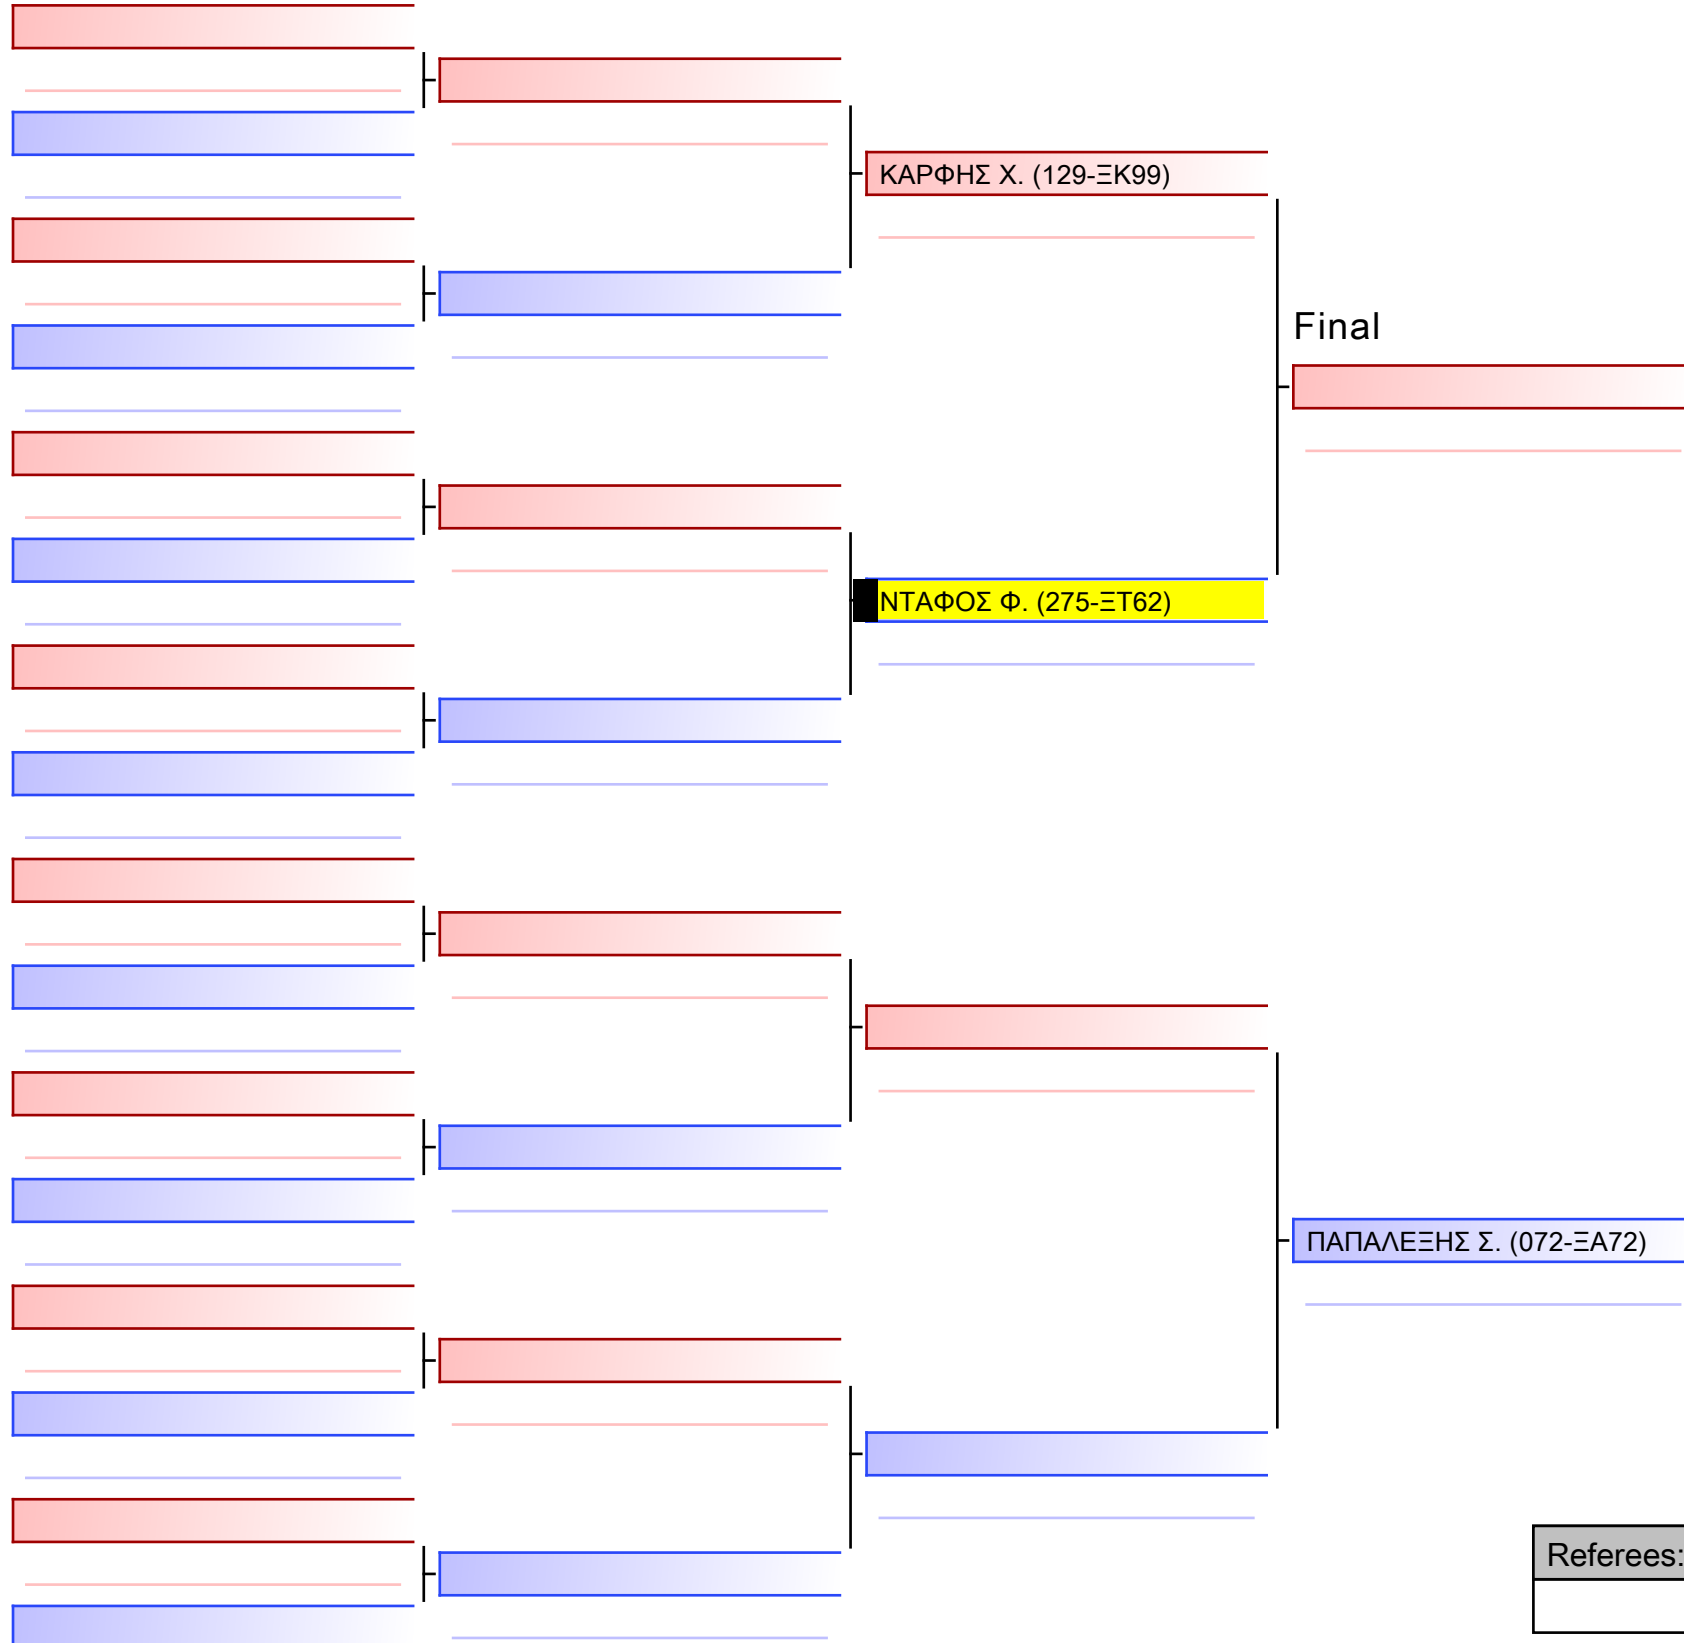 ΚΑΡΦΗΣ Χ. (129-ΞΚ99)
Final
ΝΤΑΦΟΣ Φ. (275-ΞΤ62)
ΠΑΠΑΛΕΞΗΣ Σ. (072-ΞΑ72)
Referees: